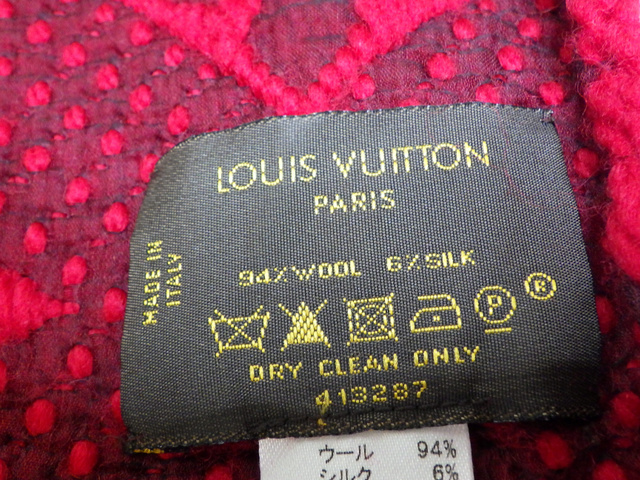 LOUIS VUITTON
PARIS
MADE IN
ITALY
94% WOOL 6% SILK
P
®
DRY CLEAN ONLY
413287
ウール 94%
シルク 6%